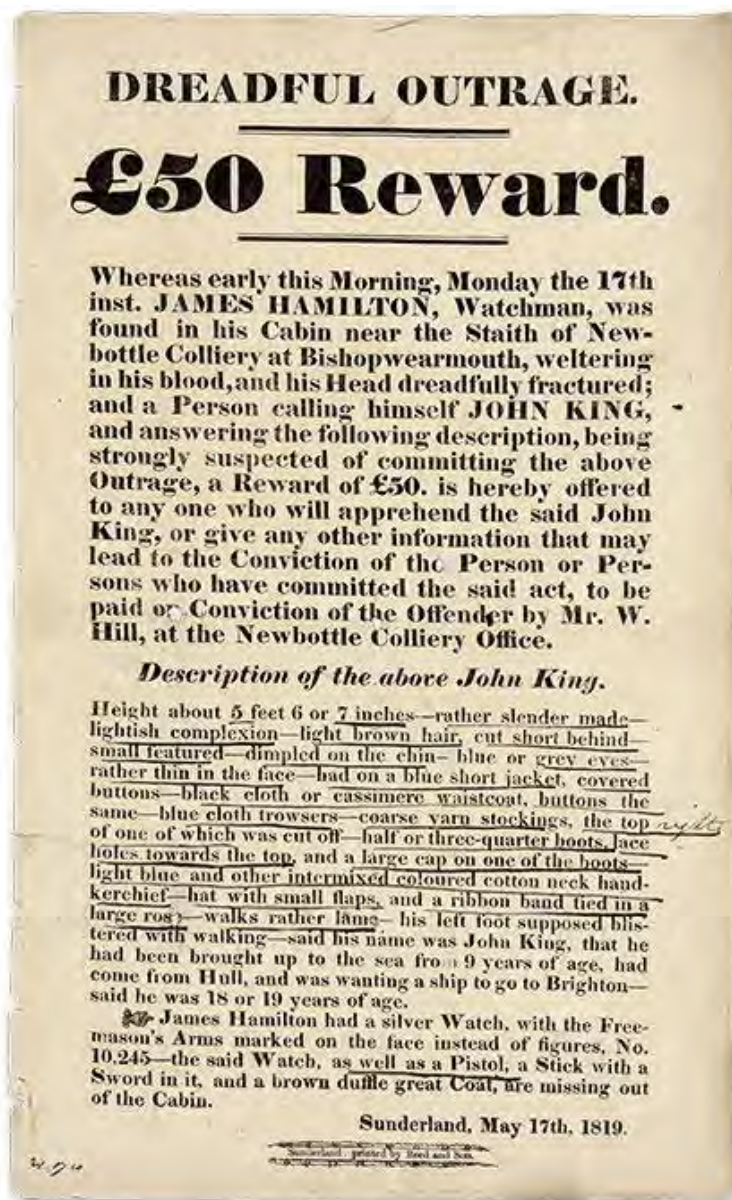 DREADFUL OUTRAGE.
£50 Reward.
Whereas early this Morning, Monday the 17th
inst. JAMES HAMILTON, Watchman, was
found in his Cabin near the Staith of New-
bottle Colliery at Bishopwearmouth, weltering
in his blood, and his Head dreadfully fractured;
and a Person calling himself JOHN KING,
and answering the following description, being
strongly suspected of committing the above
Outrage, a Reward of £50. is hereby offered
to any one who will apprehend the said John
King, or give any other information that may
lead to the Conviction of the Person or Per-
sons who have committed the said act, to be
paid on Conviction of the Offender by Mr. W.
Hill, at the Newbottle Colliery Office.
Description of the above John King.
Height about 5 feet 6 or 7 inches—rather slender made—
lightish complexion—light brown hair, cut short behind—
small featured—dimpled on the chin—blue or grey eyes—
rather thin in the face—had on a blue short jacket, covered
buttons—black cloth or cassimere waistcoat, buttons the
same—blue cloth trowsers—coarse yarn stockings, the top right
of one of which was cut off—half or three-quarter boots, lace
holes towards the top, and a large cap on one of the boots—
light blue and other intermixed coloured cotton neck hand-
kerchief—hat with small flaps, and a ribbon band tied in a
large rose—walks rather lame—his left foot supposed blis-
tered with walking—said his name was John King, that he
had been brought up to the sea from 9 years of age, had
come from Hull, and was wanting a ship to go to Brighton—
said he was 18 or 19 years of age.
☞ James Hamilton had a silver Watch, with the Free-
mason's Arms marked on the face instead of figures, No.
10,245—the said Watch, as well as a Pistol, a Stick with a
Sword in it, and a brown duffle great Coat, are missing out
of the Cabin.
Sunderland, May 17th, 1819.
Sunderland: printed by Reed and Son.